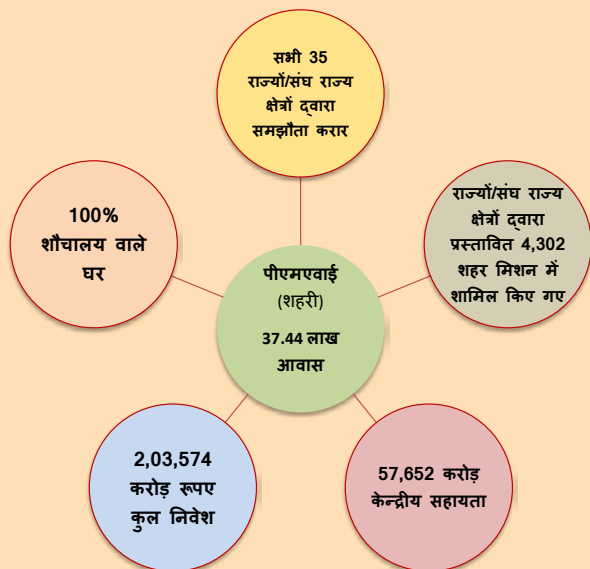 सभी 35
राज्यों/संघ राज्य
क्षेत्रों द्वारा
समझौता करार
100%
शौचालय वाले
घर
राज्यों/संघ राज्य
क्षेत्रों द्वारा
प्रस्तावित 4,302
शहर मिशन में
शामिल किए गए
पीएमएवाई
(शहरी)
37.44 लाख
आवास
2,03,574
करोड़ रूपए
कुल निवेश
57,652 करोड़
केन्द्रीय सहायता